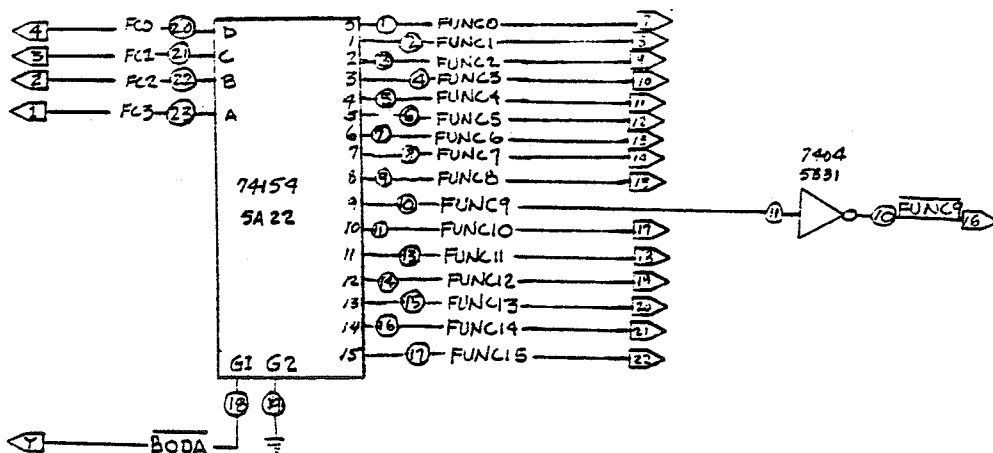 4 FC0 20 D 0 1 FUNC0 7
3 FC1 21 C 1 2 FUNC1 8
2 FC2 22 B 2 3 FUNC2 9
1 FC3 23 A 3 4 FUNC3 10
4 5 FUNC4 11
5 6 FUNC5 12
6 7 FUNC6 13
7 8 FUNC7 14
8 9 FUNC8 15
74154
5A22
9 10 FUNC9 11 7404 5B31 10 FUNC9 16
10 11 FUNC10 17
11 13 FUNC11 18
12 14 FUNC12 19
13 15 FUNC13 20
14 16 FUNC14 21
15 17 FUNC15 22
G1 G2
18 19
Y BODA